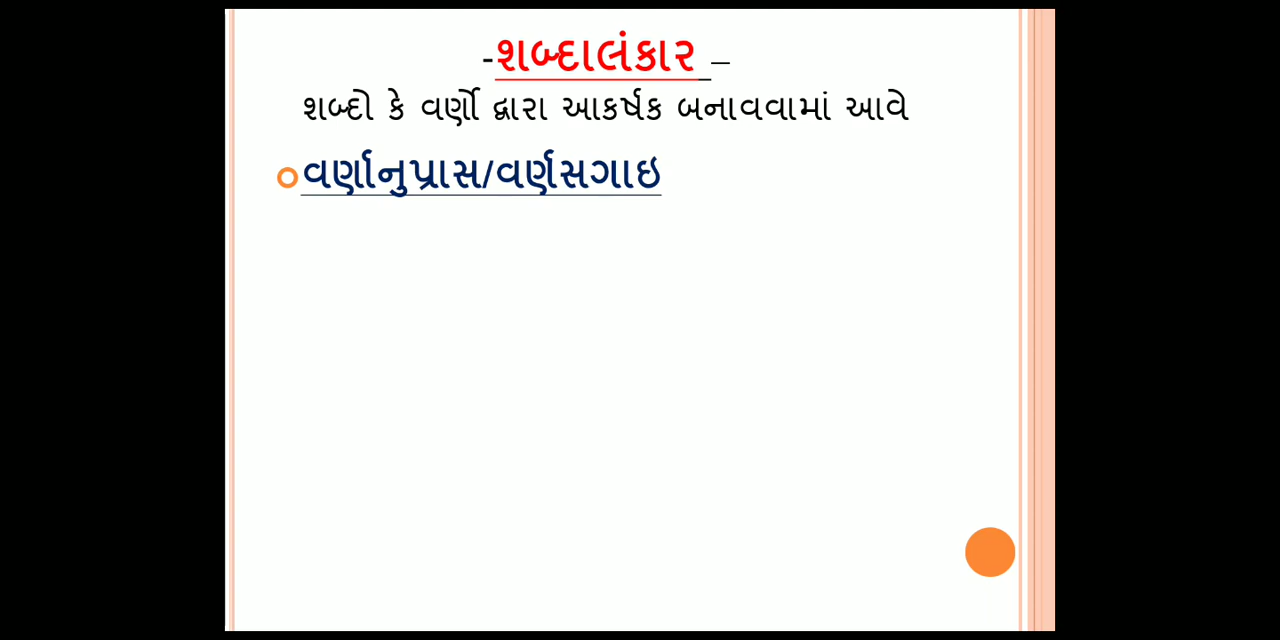 -શબ્દાલંકાર –
શબ્દો કે વર્ણો દ્વારા આકર્ષક બનાવવામાં આવે
વર્ણાનુપ્રાસ/વર્ણસગાઇ